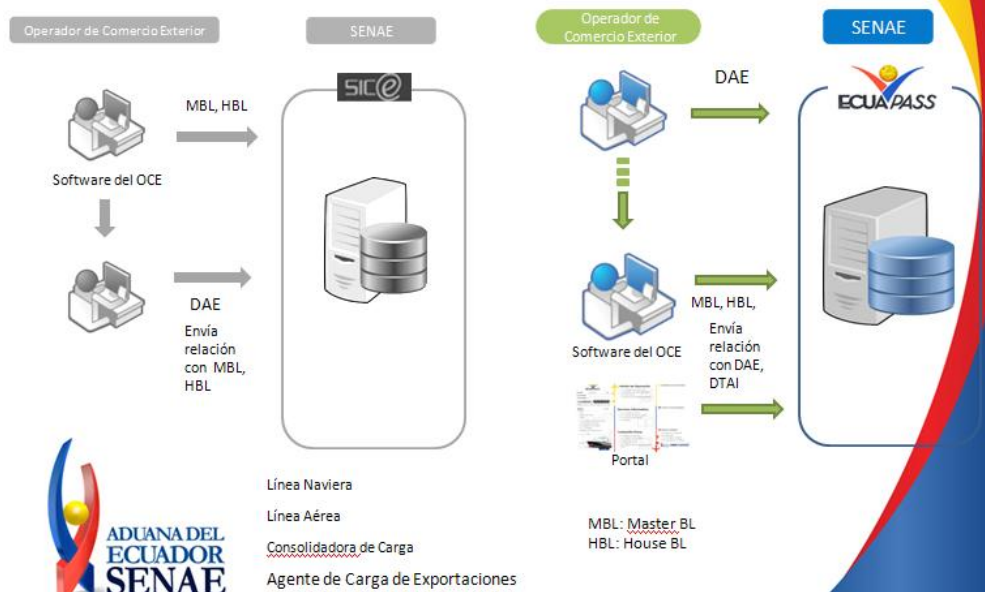 Operador de Comercio Exterior
SENAE
sice
MBL, HBL
Software del OCE
DAE
Envía
relación
con MBL,
HBL
Operador de
Comercio Exterior
SENAE
DAE
ECUAPASS
MBL, HBL,
Envía
relación
con DAE,
DTAI
Software del OCE
Portal
ADUANA DEL
ECUADOR
SENAE
Línea Naviera
Línea Aérea
Consolidadora de Carga
Agente de Carga de Exportaciones
MBL: Master BL
HBL: House BL